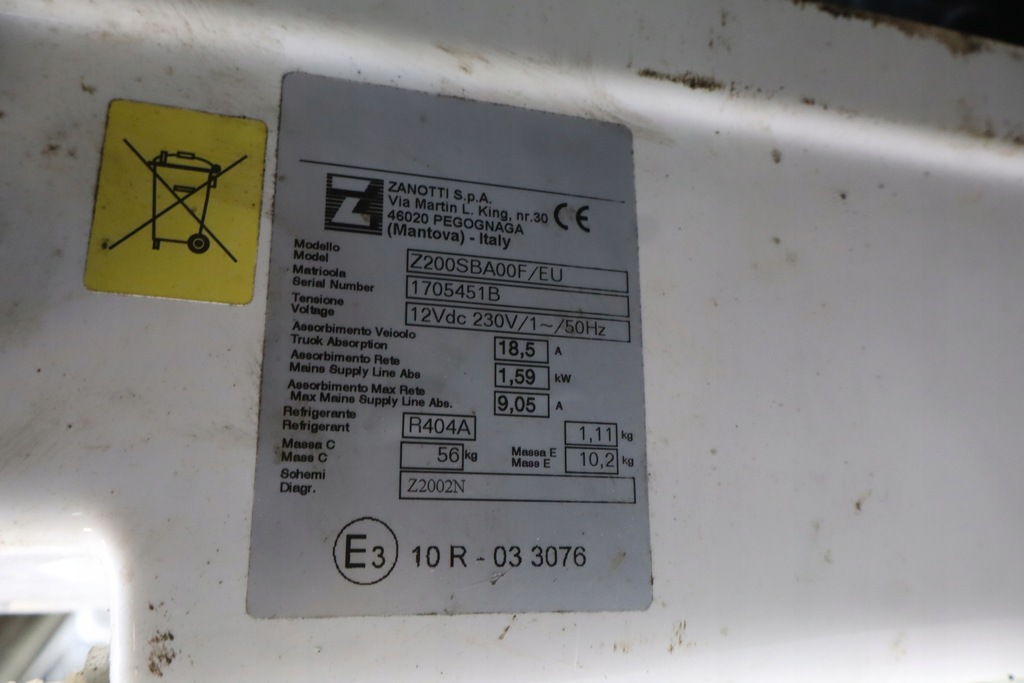 ZANOTTI S.p.A.
Via Martin L. King, nr.30
46020 PEGOGNAGA
(Mantova) - Italy
CE
Modello
Model
Z200SBA00F/EU
Matricola
Serial Number
1705451B
Tensione
Voltage
12Vdc 230V/1~/50Hz
Assorbimento Veicolo
Truck Absorption
18,5 A
Assorbimento Rete
Mains Supply Line Abs
1,59 kW
Assorbimento Max Rete
Max Mains Supply Line Abs.
9,05 A
Refrigerante
Refrigerant
R404A 1,11 kg
Massa C
Mass C
56 kg
Massa E
Mass E
10,2 kg
Schemi
Diagr.
Z2002N
E3 10 R - 03 3076